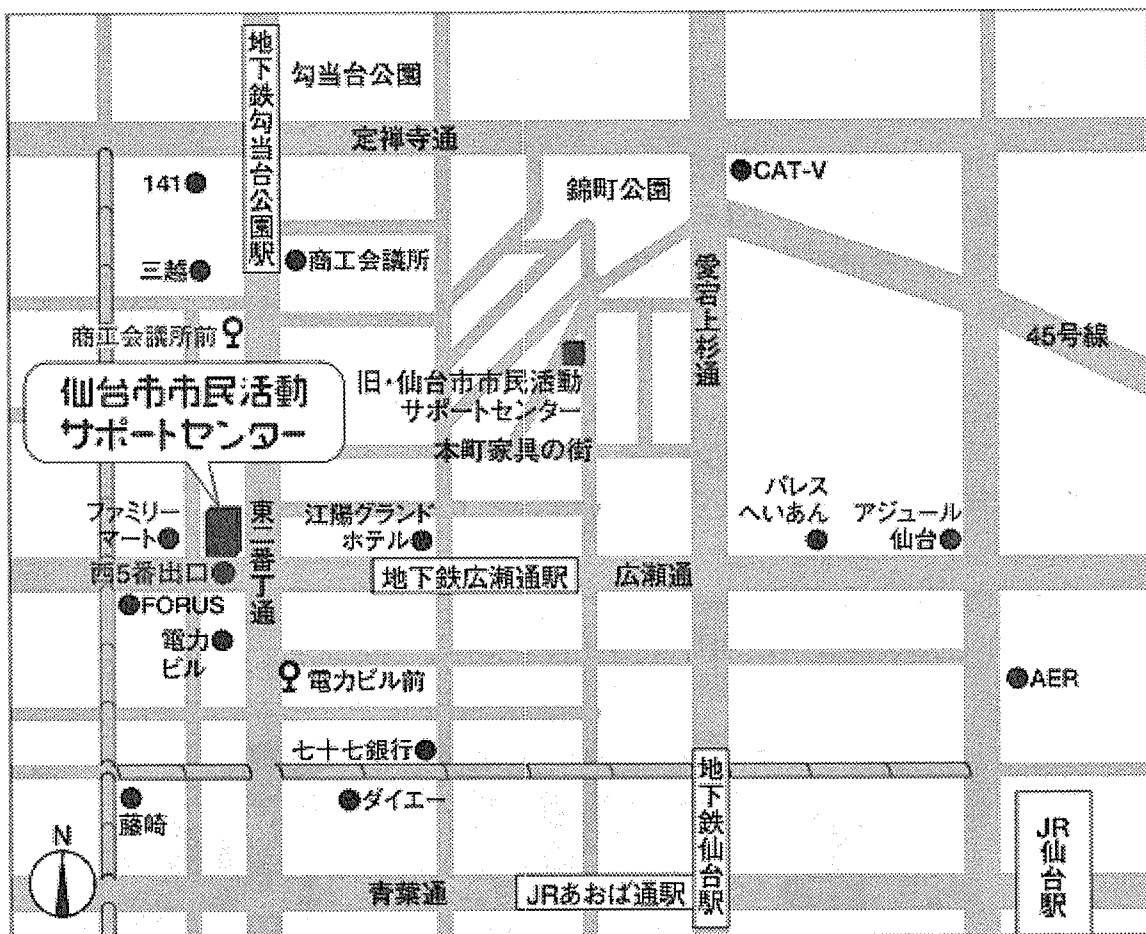 地下鉄勾当台公園駅
勾当台公園
定禅寺通
141
CAT-V
錦町公園
三越
商工会議所
愛宕上杉通
45号線
商工会議所前
仙台市市民活動
サポートセンター
旧・仙台市市民活動
サポートセンター
本町家具の街
ファミリー
マート
東二番丁通
江陽グランド
ホテル
パレス
へいあん
アジュール
仙台
西5番出口
地下鉄広瀬通駅
広瀬通
FORUS
電力
ビル
電力ビル前
AER
七十七銀行
地下鉄仙台駅
藤崎
ダイエー
JR仙台駅
N
青葉通
JRあおば通駅